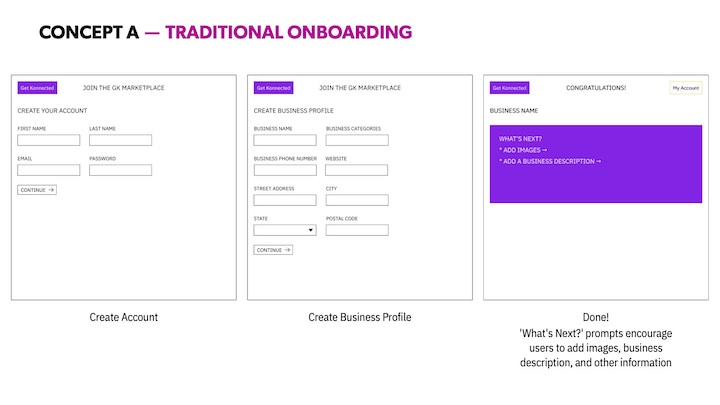 CONCEPT A — TRADITIONAL ONBOARDING
Get Konnected
JOIN THE GK MARKETPLACE
CREATE YOUR ACCOUNT
FIRST NAME
LAST NAME
EMAIL
PASSWORD
CONTINUE →
Create Account
Get Konnected
JOIN THE GK MARKETPLACE
CREATE BUSINESS PROFILE
BUSINESS NAME
BUSINESS CATEGORIES
BUSINESS PHONE NUMBER
WEBSITE
STREET ADDRESS
CITY
STATE
POSTAL CODE
CONTINUE →
Create Business Profile
Get Konnected
CONGRATULATIONS!
My Account
BUSINESS NAME
WHAT'S NEXT?
* ADD IMAGES →
* ADD A BUSINESS DESCRIPTION →
Done!
'What's Next?' prompts encourage
users to add images, business
description, and other information